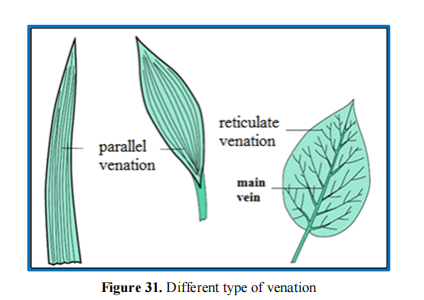 parallel
venation
reticulate
venation
main
vein
Figure 31. Different type of venation